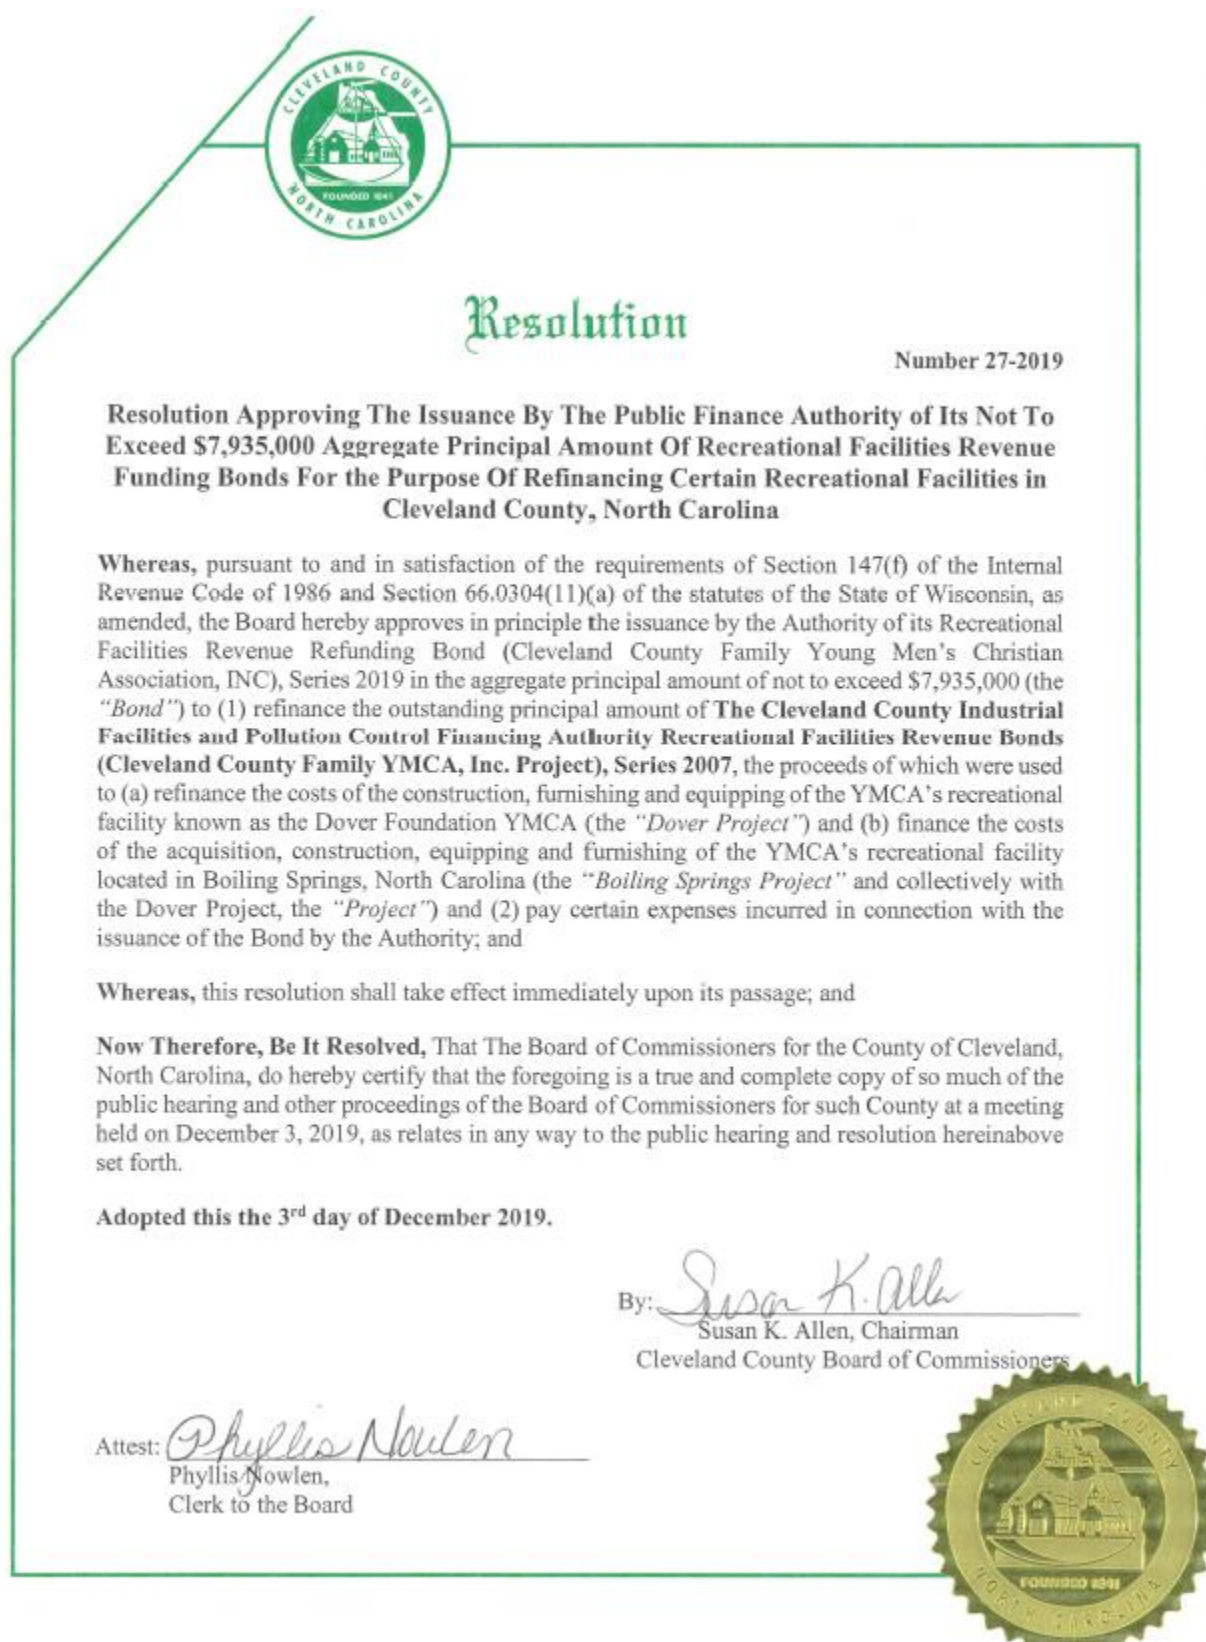 CLEVELAND COUNTY
FOUNDED 1841
NORTH CAROLINA
Resolution
Number 27-2019
Resolution Approving The Issuance By The Public Finance Authority of Its Not To
Exceed $7,935,000 Aggregate Principal Amount Of Recreational Facilities Revenue
Funding Bonds For the Purpose Of Refinancing Certain Recreational Facilities in
Cleveland County, North Carolina
Whereas, pursuant to and in satisfaction of the requirements of Section 147(f) of the Internal
Revenue Code of 1986 and Section 66.0304(11)(a) of the statutes of the State of Wisconsin, as
amended, the Board hereby approves in principle the issuance by the Authority of its Recreational
Facilities Revenue Refunding Bond (Cleveland County Family Young Men's Christian
Association, INC), Series 2019 in the aggregate principal amount of not to exceed $7,935,000 (the
"Bond") to (1) refinance the outstanding principal amount of The Cleveland County Industrial
Facilities and Pollution Control Financing Authority Recreational Facilities Revenue Bonds
(Cleveland County Family YMCA, Inc. Project), Series 2007, the proceeds of which were used
to (a) refinance the costs of the construction, furnishing and equipping of the YMCA's recreational
facility known as the Dover Foundation YMCA (the "Dover Project") and (b) finance the costs
of the acquisition, construction, equipping and furnishing of the YMCA's recreational facility
located in Boiling Springs, North Carolina (the "Boiling Springs Project" and collectively with
the Dover Project, the "Project") and (2) pay certain expenses incurred in connection with the
issuance of the Bond by the Authority; and
Whereas, this resolution shall take effect immediately upon its passage; and
Now Therefore, Be It Resolved, That The Board of Commissioners for the County of Cleveland,
North Carolina, do hereby certify that the foregoing is a true and complete copy of so much of the
public hearing and other proceedings of the Board of Commissioners for such County at a meeting
held on December 3, 2019, as relates in any way to the public hearing and resolution hereinabove
set forth.
Adopted this the 3rd day of December 2019.
By: Susan K. Allen
Susan K. Allen, Chairman
Cleveland County Board of Commissioners
Attest: Phyllis Nowlen
Phyllis Nowlen,
Clerk to the Board
CLEVELAND COUNTY
FOUNDED 1841
NORTH CAROLINA